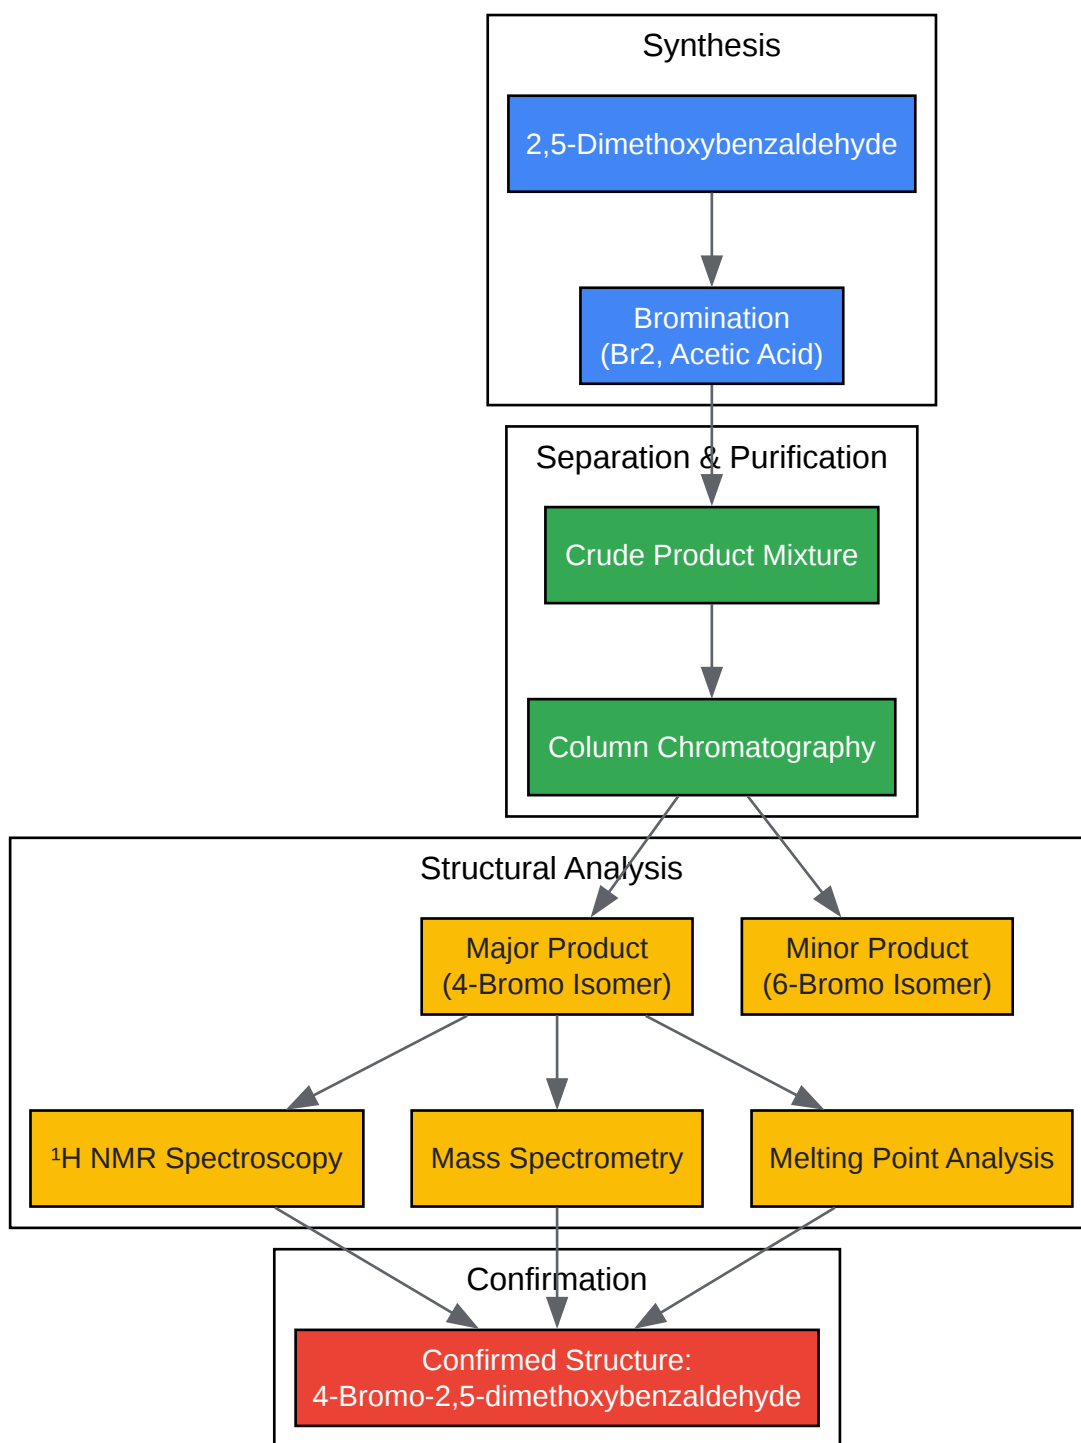 Synthesis
2,5-Dimethoxybenzaldehyde
Bromination
(Br2, Acetic Acid)
Separation & Purification
Crude Product Mixture
Column Chromatography
Structural Analysis
Major Product
(4-Bromo Isomer)
Minor Product
(6-Bromo Isomer)
¹H NMR Spectroscopy
Mass Spectrometry
Melting Point Analysis
Confirmation
Confirmed Structure:
4-Bromo-2,5-dimethoxybenzaldehyde